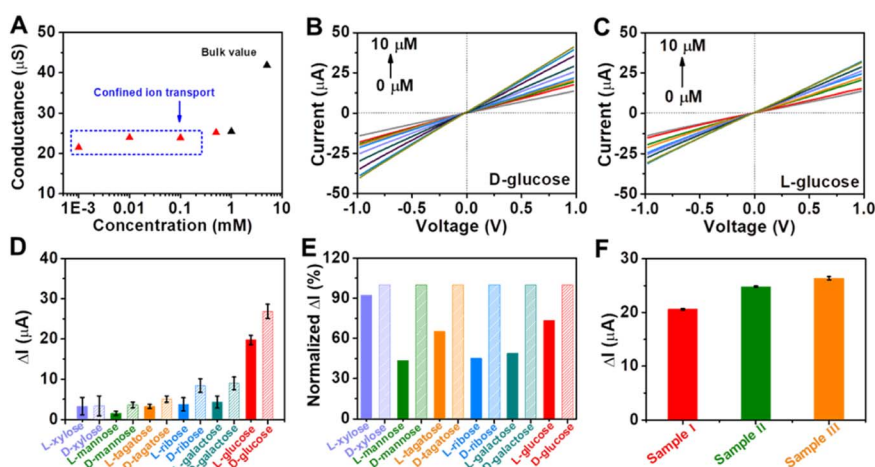 A
Conductance (μS)
50
40
30
20
10
Bulk value
Confined ion transport
1E-3
0.01
0.1
1
10
Concentration (mM)
B
Current (μA)
50
25
0
-25
-50
10 μM
0 μM
D-glucose
-1.0
-0.5
0.0
0.5
1.0
Voltage (V)
C
Current (μA)
50
25
0
-25
-50
10 μM
0 μM
L-glucose
-1.0
-0.5
0.0
0.5
1.0
Voltage (V)
D
ΔI (μA)
40
30
20
10
0
L-xylose
D-xylose
L-mannose
D-mannose
L-tagatose
D-tagatose
L-ribose
D-ribose
L-galactose
D-galactose
L-glucose
D-glucose
E
Normalized ΔI (%)
120
90
60
30
0
L-xylose
D-xylose
L-mannose
D-mannose
L-tagatose
D-tagatose
L-ribose
D-ribose
L-galactose
D-galactose
L-glucose
D-glucose
F
ΔI (μA)
30
20
10
0
Sample I
Sample II
Sample III